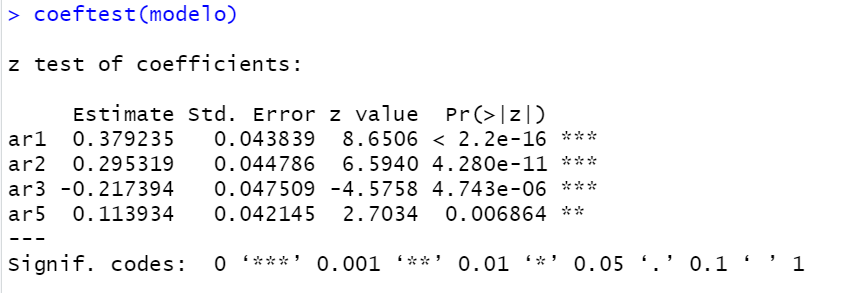 > coeftest(modelo)
z test of coefficients:
Estimate Std. Error z value Pr(>|z|)
ar1 0.379235 0.043839 8.6506 < 2.2e-16 ***
ar2 0.295319 0.044786 6.5940 4.280e-11 ***
ar3 -0.217394 0.047509 -4.5758 4.743e-06 ***
ar5 0.113934 0.042145 2.7034 0.006864 **
---
Signif. codes: 0 ‘***’ 0.001 ‘**’ 0.01 ‘*’ 0.05 ‘.’ 0.1 ‘ ’ 1